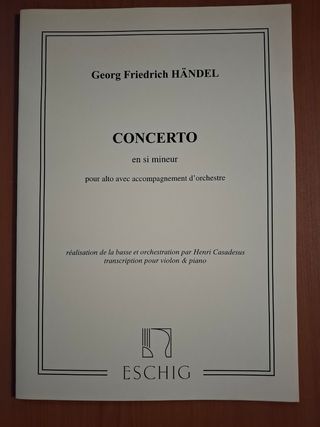 Georg Friedrich HÄNDEL
CONCERTO
en si mineur
pour alto avec accompagnement d'orchestre
réalisation de la basse et orchestration par Henri Casadesus
transcription pour violon & piano
ESCHIG